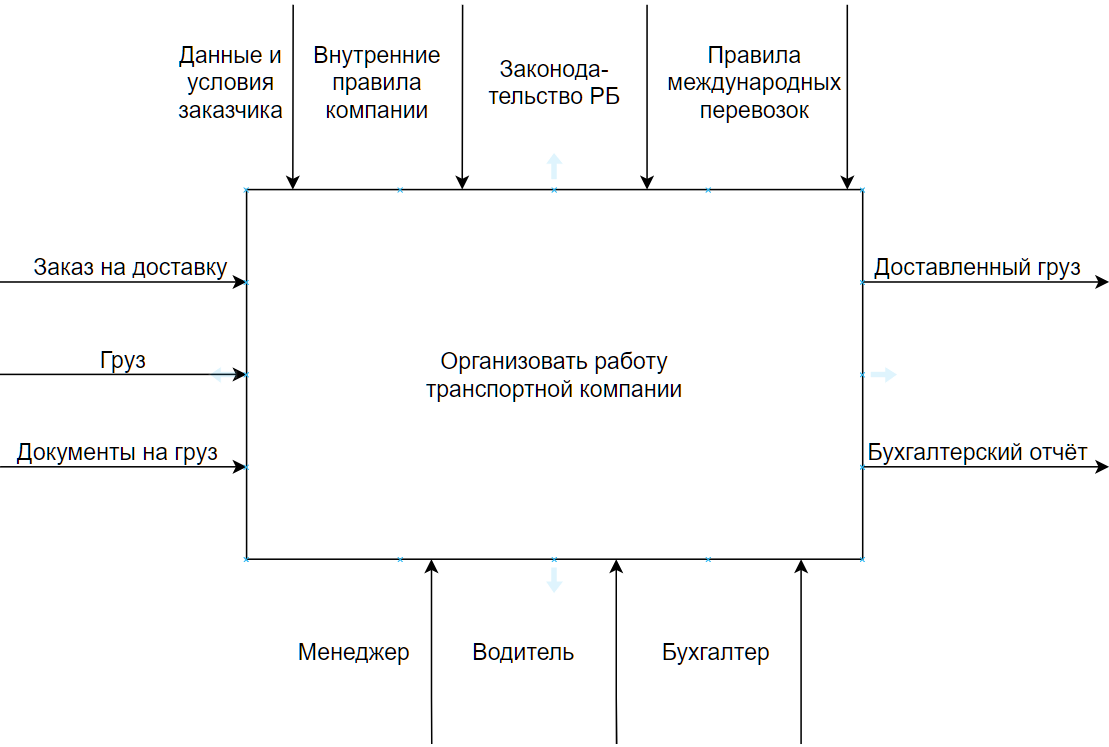 Данные и
условия
заказчика
Внутренние
правила
компании
Законода-
тельство РБ
Правила
международных
перевозок
Заказ на доставку
Груз
Документы на груз
Организовать работу
транспортной компании
Доставленный груз
Бухгалтерский отчёт
Менеджер
Водитель
Бухгалтер